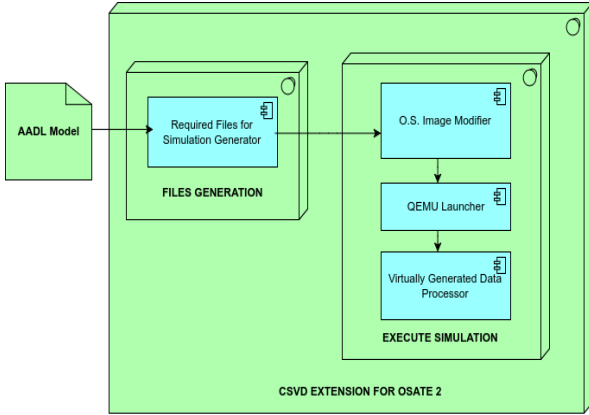 AADL Model
Required Files for
Simulation Generator
FILES GENERATION
O.S. Image Modifier
QEMU Launcher
Virtually Generated Data
Processor
EXECUTE SIMULATION
CSVD EXTENSION FOR OSATE 2